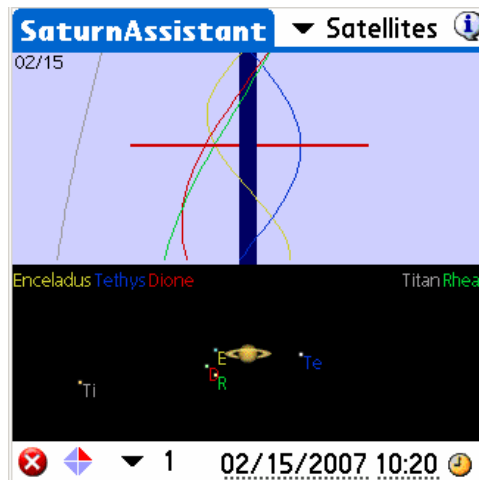 SaturnAssistant Satellites i
02/15
Enceladus Tethys Dione Titan Rhea
E
Te
D
R
Ti
1 02/15/2007 10:20